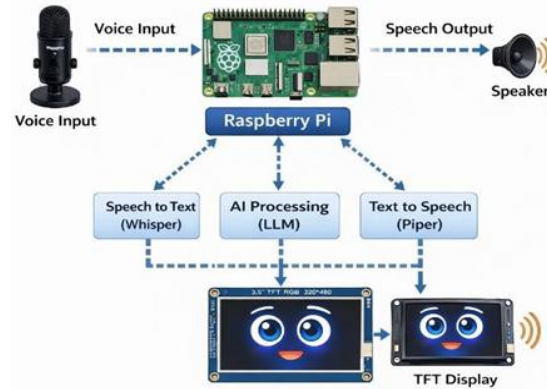 Voice Input
Speech Output
Voice Input
Speaker
Raspberry Pi
Speech to Text
(Whisper)
AI Processing
(LLM)
Text to Speech
(Piper)
3.5" TFT RGB 320*480
TFT Display